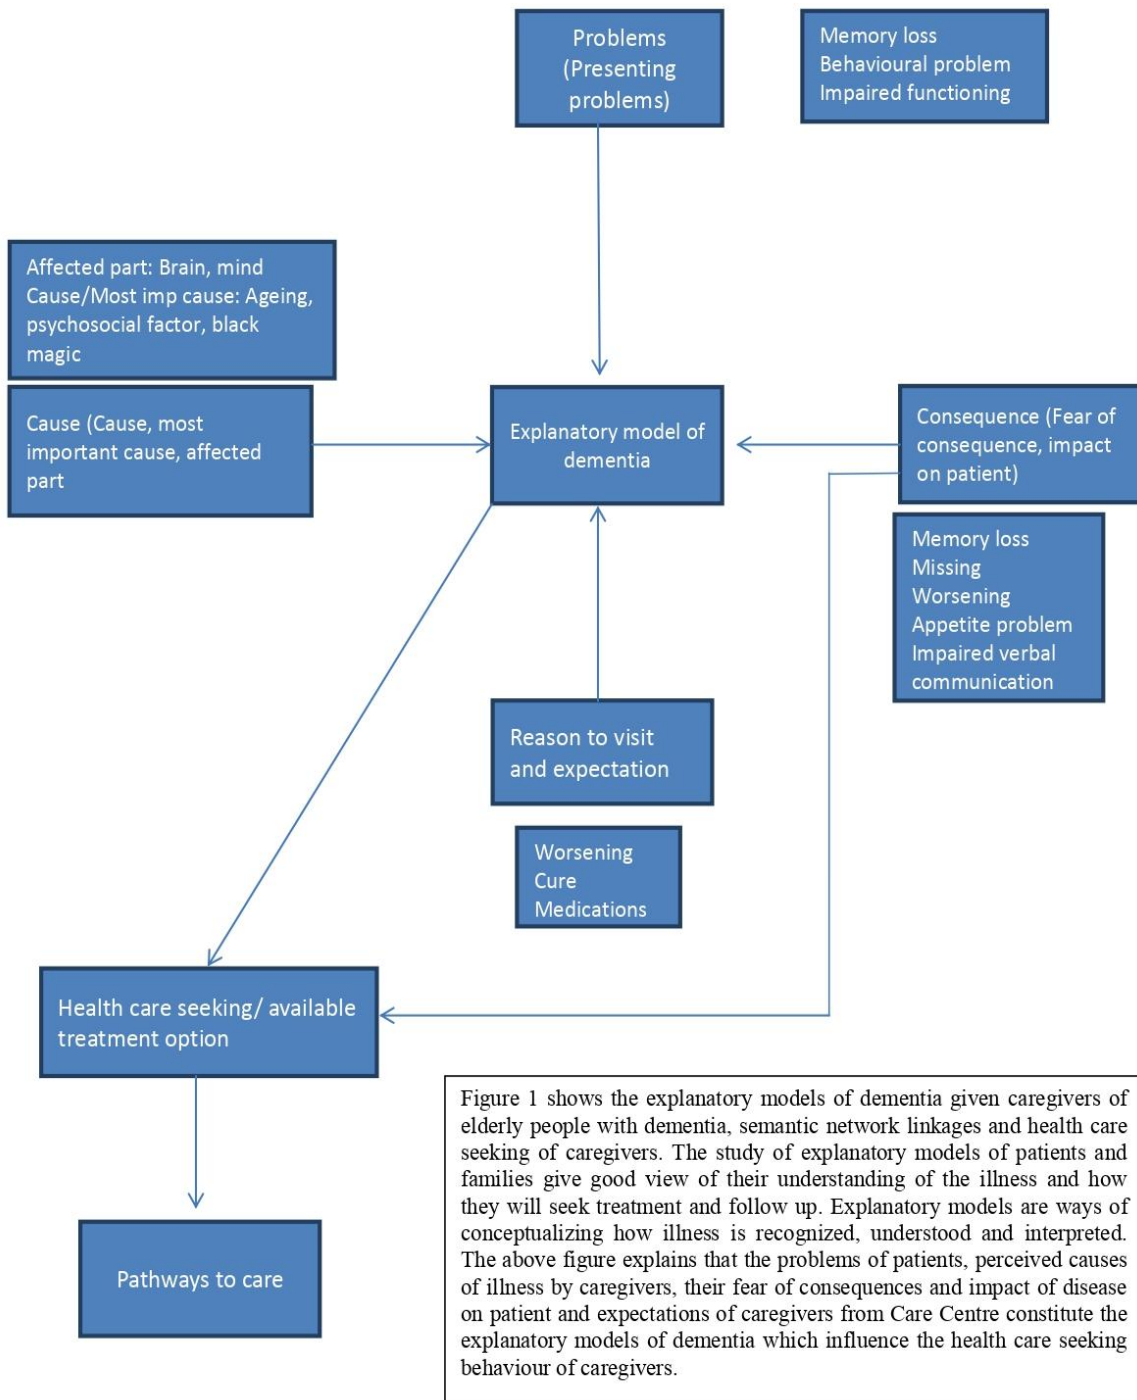 Problems
(Presenting
problems)
Memory loss
Behavioural problem
Impaired functioning
Affected part: Brain, mind
Cause/Most imp cause: Ageing,
psychosocial factor, black
magic
Cause (Cause, most
important cause, affected
part
Explanatory model of
dementia
Consequence (Fear of
consequence, impact
on patient)
Memory loss
Missing
Worsening
Appetite problem
Impaired verbal
communication
Reason to visit
and expectation
Worsening
Cure
Medications
Health care seeking/ available
treatment option
Pathways to care
Figure 1 shows the explanatory models of dementia given caregivers of
elderly people with dementia, semantic network linkages and health care
seeking of caregivers. The study of explanatory models of patients and
families give good view of their understanding of the illness and how
they will seek treatment and follow up. Explanatory models are ways of
conceptualizing how illness is recognized, understood and interpreted.
The above figure explains that the problems of patients, perceived causes
of illness by caregivers, their fear of consequences and impact of disease
on patient and expectations of caregivers from Care Centre constitute the
explanatory models of dementia which influence the health care seeking
behaviour of caregivers.